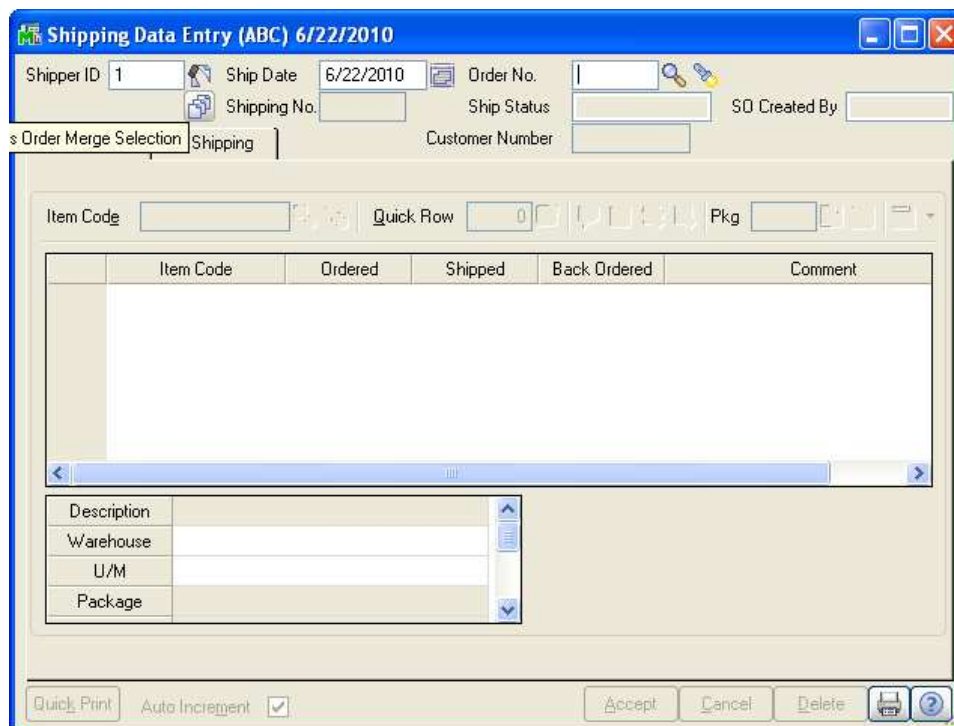 Shipping Data Entry (ABC) 6/22/2010
Shipper ID 1 Ship Date 6/22/2010 Order No.
Shipping No. Ship Status SO Created By
s Order Merge Selection Shipping Customer Number
Item Code Quick Row 0 Pkg
Item Code Ordered Shipped Back Ordered Comment
Description
Warehouse
U/M
Package
Quick Print Auto Increment Accept Cancel Delete ?